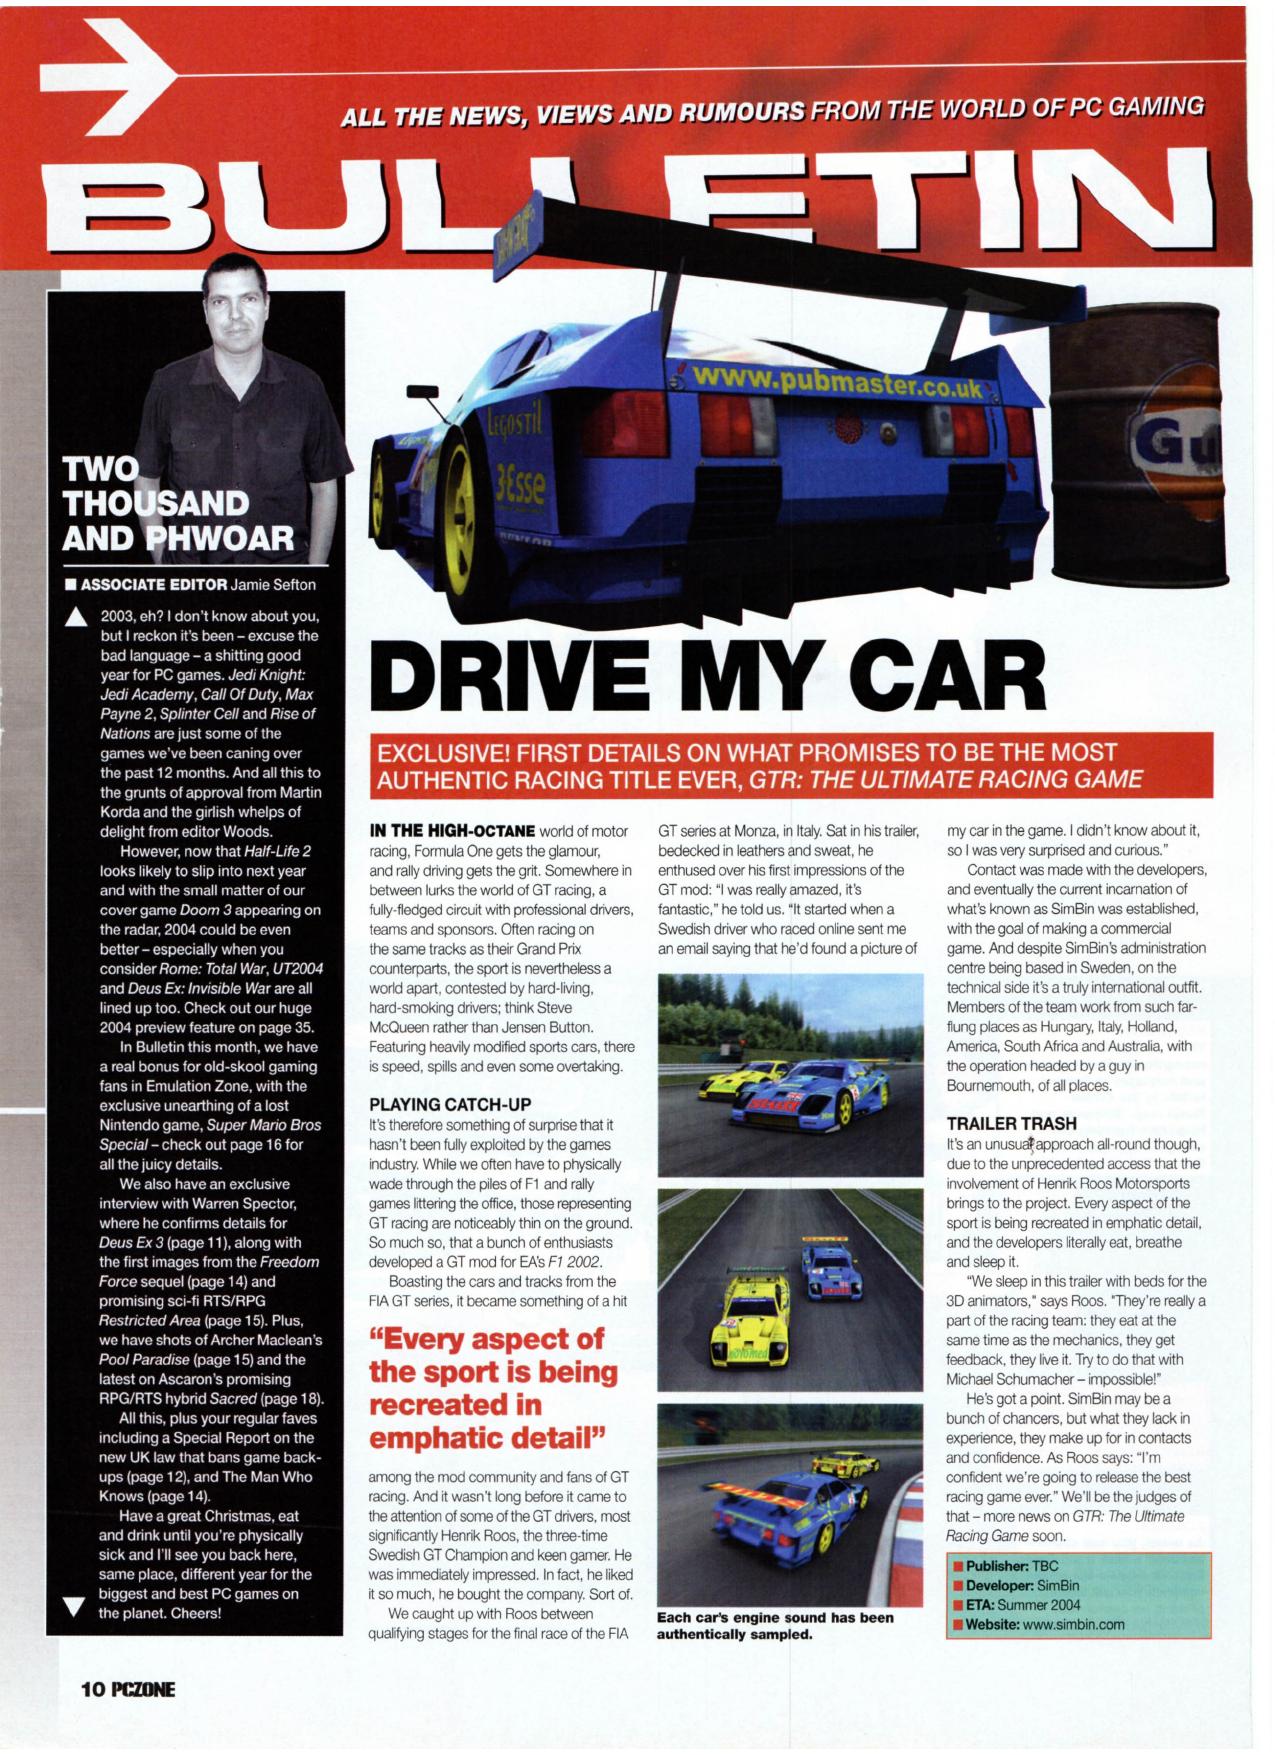 ALL THE NEWS, VIEWS AND RUMOURS FROM THE WORLD OF PC GAMING
BULLETIN
www.pubmaster.co.uk
LEGOSTIL
3Esse
DUNLOP
Gu
TWO
THOUSAND
AND PHWOAR
ASSOCIATE EDITOR Jamie Sefton
2003, eh? I don't know about you,
but I reckon it's been – excuse the
bad language – a shitting good
year for PC games. Jedi Knight:
Jedi Academy, Call Of Duty, Max
Payne 2, Splinter Cell and Rise of
Nations are just some of the
games we've been caning over
the past 12 months. And all this to
the grunts of approval from Martin
Korda and the girlish whelps of
delight from editor Woods.
However, now that Half-Life 2
looks likely to slip into next year
and with the small matter of our
cover game Doom 3 appearing on
the radar, 2004 could be even
better – especially when you
consider Rome: Total War, UT2004
and Deus Ex: Invisible War are all
lined up too. Check out our huge
2004 preview feature on page 35.
In Bulletin this month, we have
a real bonus for old-skool gaming
fans in Emulation Zone, with the
exclusive unearthing of a lost
Nintendo game, Super Mario Bros
Special – check out page 16 for
all the juicy details.
We also have an exclusive
interview with Warren Spector,
where he confirms details for
Deus Ex 3 (page 11), along with
the first images from the Freedom
Force sequel (page 14) and
promising sci-fi RTS/RPG
Restricted Area (page 15). Plus,
we have shots of Archer Maclean's
Pool Paradise (page 15) and the
latest on Ascaron's promising
RPG/RTS hybrid Sacred (page 18).
All this, plus your regular faves
including a Special Report on the
new UK law that bans game back-
ups (page 12), and The Man Who
Knows (page 14).
Have a great Christmas, eat
and drink until you're physically
sick and I'll see you back here,
same place, different year for the
biggest and best PC games on
the planet. Cheers!
DRIVE MY CAR
EXCLUSIVE! FIRST DETAILS ON WHAT PROMISES TO BE THE MOST
AUTHENTIC RACING TITLE EVER, GTR: THE ULTIMATE RACING GAME
IN THE HIGH-OCTANE world of motor
racing, Formula One gets the glamour,
and rally driving gets the grit. Somewhere in
between lurks the world of GT racing, a
fully-fledged circuit with professional drivers,
teams and sponsors. Often racing on
the same tracks as their Grand Prix
counterparts, the sport is nevertheless a
world apart, contested by hard-living,
hard-smoking drivers; think Steve
McQueen rather than Jensen Button.
Featuring heavily modified sports cars, there
is speed, spills and even some overtaking.
PLAYING CATCH-UP
It's therefore something of surprise that it
hasn't been fully exploited by the games
industry. While we often have to physically
wade through the piles of F1 and rally
games littering the office, those representing
GT racing are noticeably thin on the ground.
So much so, that a bunch of enthusiasts
developed a GT mod for EA's F1 2002.
Boasting the cars and tracks from the
FIA GT series, it became something of a hit
“Every aspect of
the sport is being
recreated in
emphatic detail”
among the mod community and fans of GT
racing. And it wasn't long before it came to
the attention of some of the GT drivers, most
significantly Henrik Roos, the three-time
Swedish GT Champion and keen gamer. He
was immediately impressed. In fact, he liked
it so much, he bought the company. Sort of.
We caught up with Roos between
qualifying stages for the final race of the FIA
GT series at Monza, in Italy. Sat in his trailer,
bedecked in leathers and sweat, he
enthused over his first impressions of the
GT mod: “I was really amazed, it's
fantastic,” he told us. “It started when a
Swedish driver who raced online sent me
an email saying that he'd found a picture of
Each car's engine sound has been
authentically sampled.
my car in the game. I didn't know about it,
so I was very surprised and curious.”
Contact was made with the developers,
and eventually the current incarnation of
what's known as SimBin was established,
with the goal of making a commercial
game. And despite SimBin's administration
centre being based in Sweden, on the
technical side it's a truly international outfit.
Members of the team work from such far-
flung places as Hungary, Italy, Holland,
America, South Africa and Australia, with
the operation headed by a guy in
Bournemouth, of all places.
TRAILER TRASH
It's an unusual approach all-round though,
due to the unprecedented access that the
involvement of Henrik Roos Motorsports
brings to the project. Every aspect of the
sport is being recreated in emphatic detail,
and the developers literally eat, breathe
and sleep it.
“We sleep in this trailer with beds for the
3D animators," says Roos. "They're really a
part of the racing team: they eat at the
same time as the mechanics, they get
feedback, they live it. Try to do that with
Michael Schumacher – impossible!”
He's got a point. SimBin may be a
bunch of chancers, but what they lack in
experience, they make up for in contacts
and confidence. As Roos says: “I'm
confident we're going to release the best
racing game ever.” We'll be the judges of
that – more news on GTR: The Ultimate
Racing Game soon.
Publisher: TBC
Developer: SimBin
ETA: Summer 2004
Website: www.simbin.com
10 PCZONE